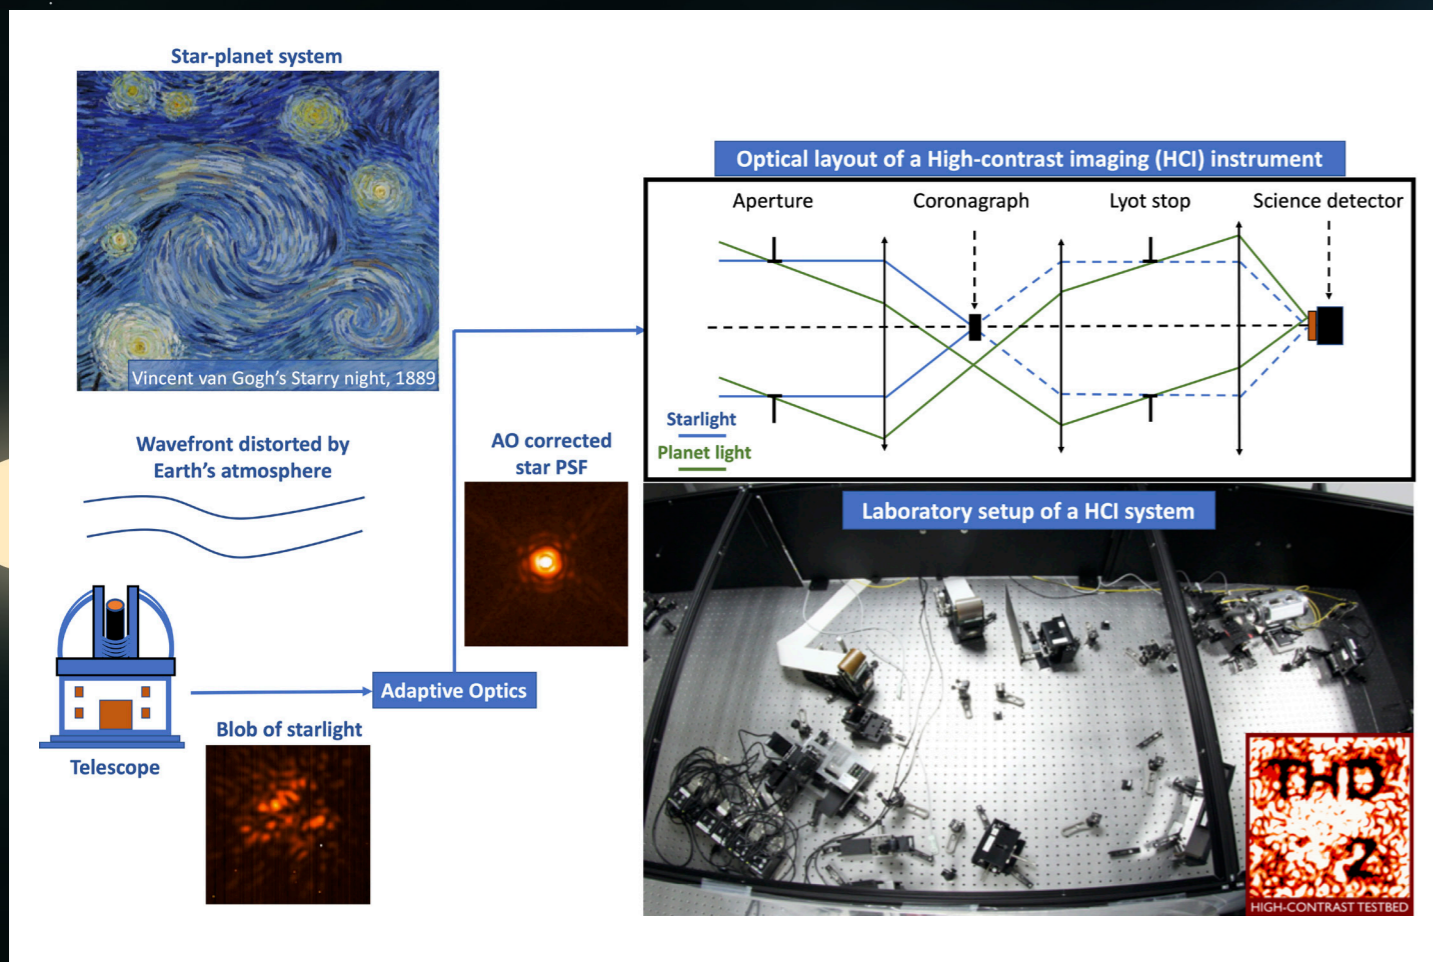 Star-planet system
Vincent van Gogh's Starry night, 1889
Wavefront distorted by
Earth's atmosphere
Telescope
Blob of starlight
Adaptive Optics
AO corrected
star PSF
Optical layout of a High-contrast imaging (HCI) instrument
Aperture
Coronagraph
Lyot stop
Science detector
Starlight
Planet light
Laboratory setup of a HCI system
THD
2
HIGH-CONTRAST TESTBED